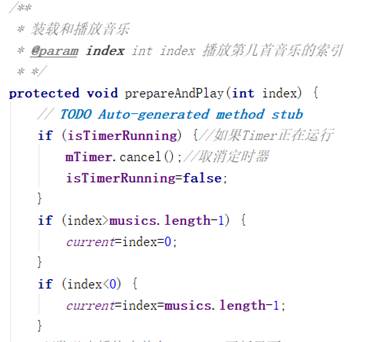 /**
* 装载和播放音乐
* @param index int index 播放第几首音乐的索引
* */
protected void prepareAndPlay(int index) {
// TODO Auto-generated method stub
if (isTimerRunning) {//如果Timer正在运行
mTimer.cancel();//取消定时器
isTimerRunning=false;
}
if (index>musics.length-1) {
current=index=0;
}
if (index<0) {
current=index=musics.length-1;
}